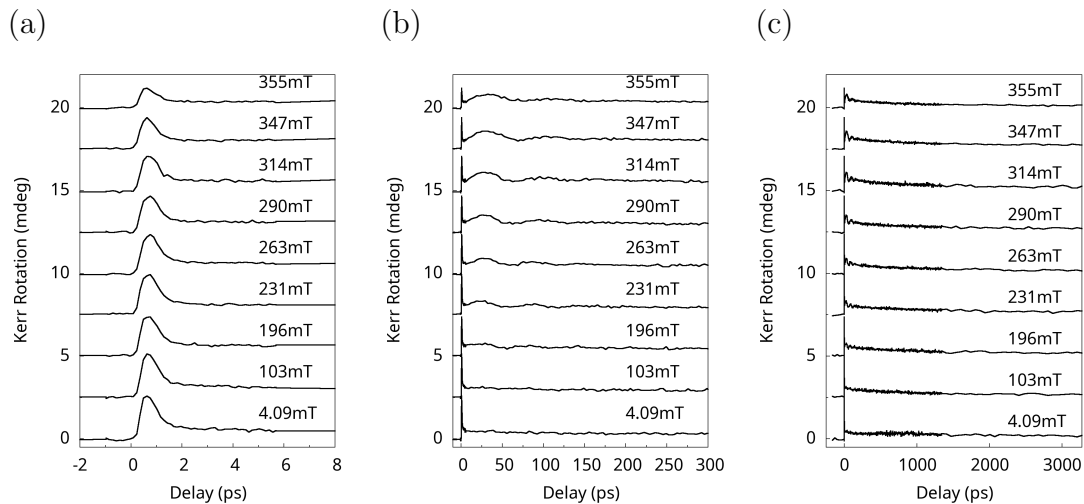 (a)
(b)
(c)
Kerr Rotation (mdeg)
20
15
10
5
0
355mT
347mT
314mT
290mT
263mT
231mT
196mT
103mT
4.09mT
-2 0 2 4 6 8
Delay (ps)
Kerr Rotation (mdeg)
20
15
10
5
0
355mT
347mT
314mT
290mT
263mT
231mT
196mT
103mT
4.09mT
0 50 100 150 200 250 300
Delay (ps)
Kerr Rotation (mdeg)
20
15
10
5
0
355mT
347mT
314mT
290mT
263mT
231mT
196mT
103mT
4.09mT
0 1000 2000 3000
Delay (ps)